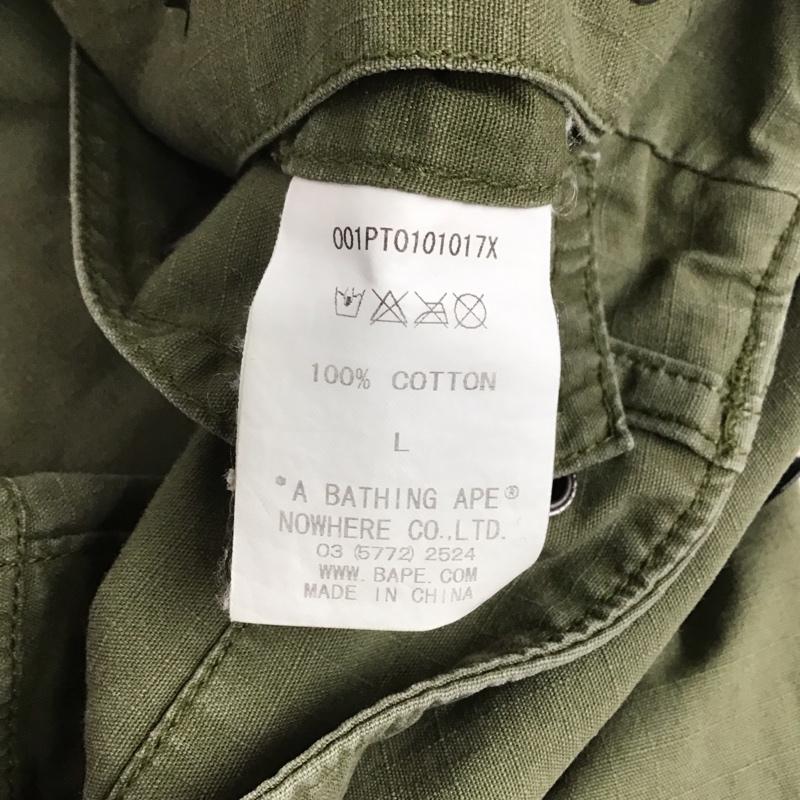 001PT0101017X
100% COTTON
L
*A BATHING APE®
NOWHERE CO.,LTD.
03 (5772) 2524
WWW. BAPE. COM
MADE IN CHINA